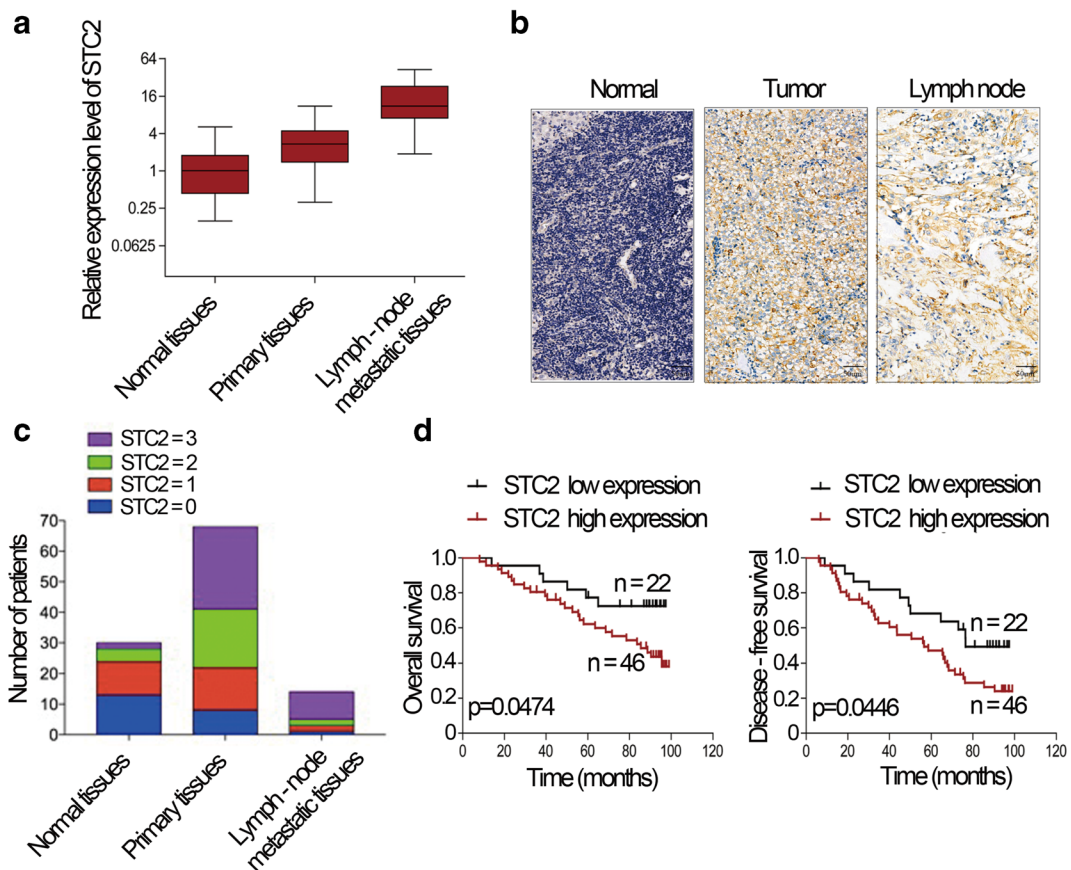 a
Relative expression level of STC2
64
16
4
1
0.25
0.0625
Normal tissues
Primary tissues
Lymph - node
metastatic tissues
b
Normal
Tumor
Lymph node
50um
50um
c
STC2 = 3
STC2 = 2
STC2 = 1
STC2 = 0
Number of patients
70
60
50
40
30
20
10
0
Normal tissues
Primary tissues
Lymph - node
metastatic tissues
d
STC2 low expression
STC2 high expression
Overall survival
1.0
0.8
0.6
0.4
0.2
0
n = 22
n = 46
p=0.0474
0 20 40 60 80 100 120
Time (months)
STC2 low expression
STC2 high expression
Disease - free survival
1.0
0.8
0.6
0.4
0.2
0
n = 22
n = 46
p=0.0446
0 20 40 60 80 100 120
Time (months)